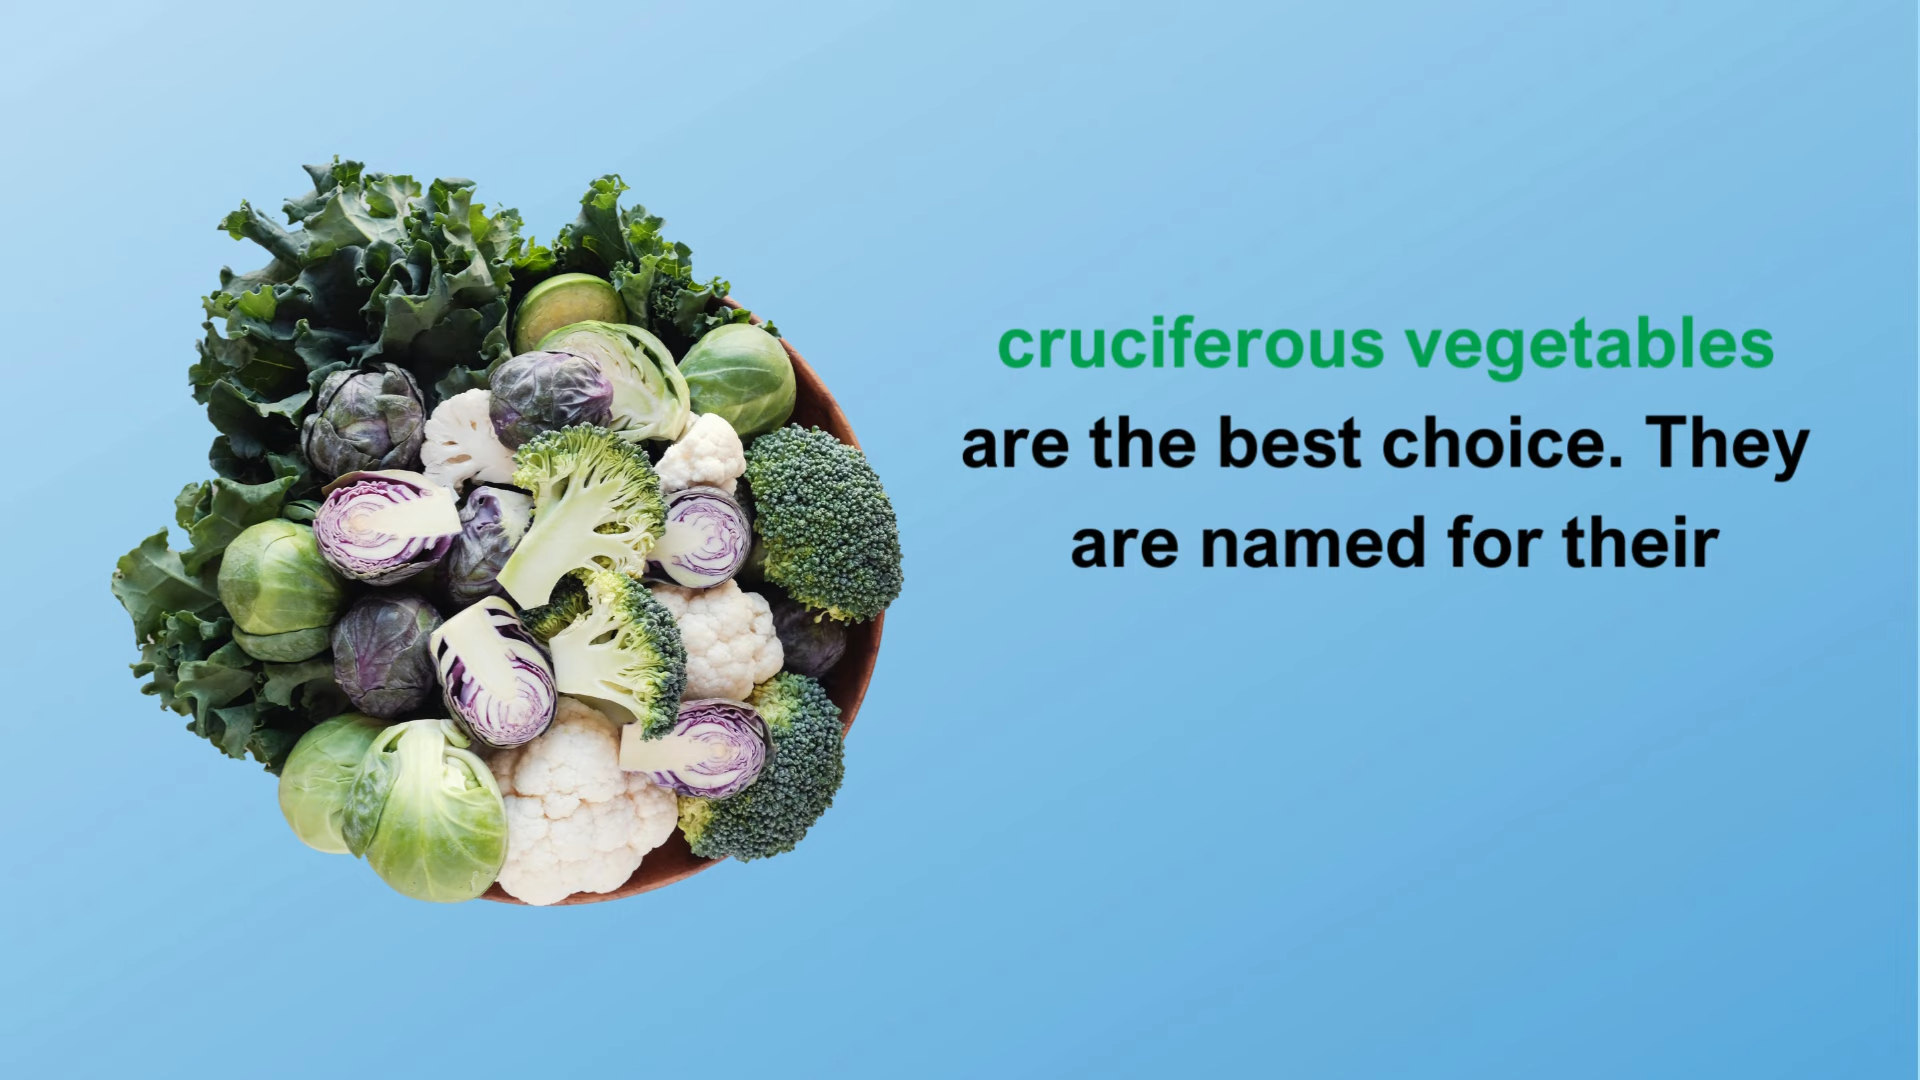 cruciferous vegetables
are the best choice. They
are named for their